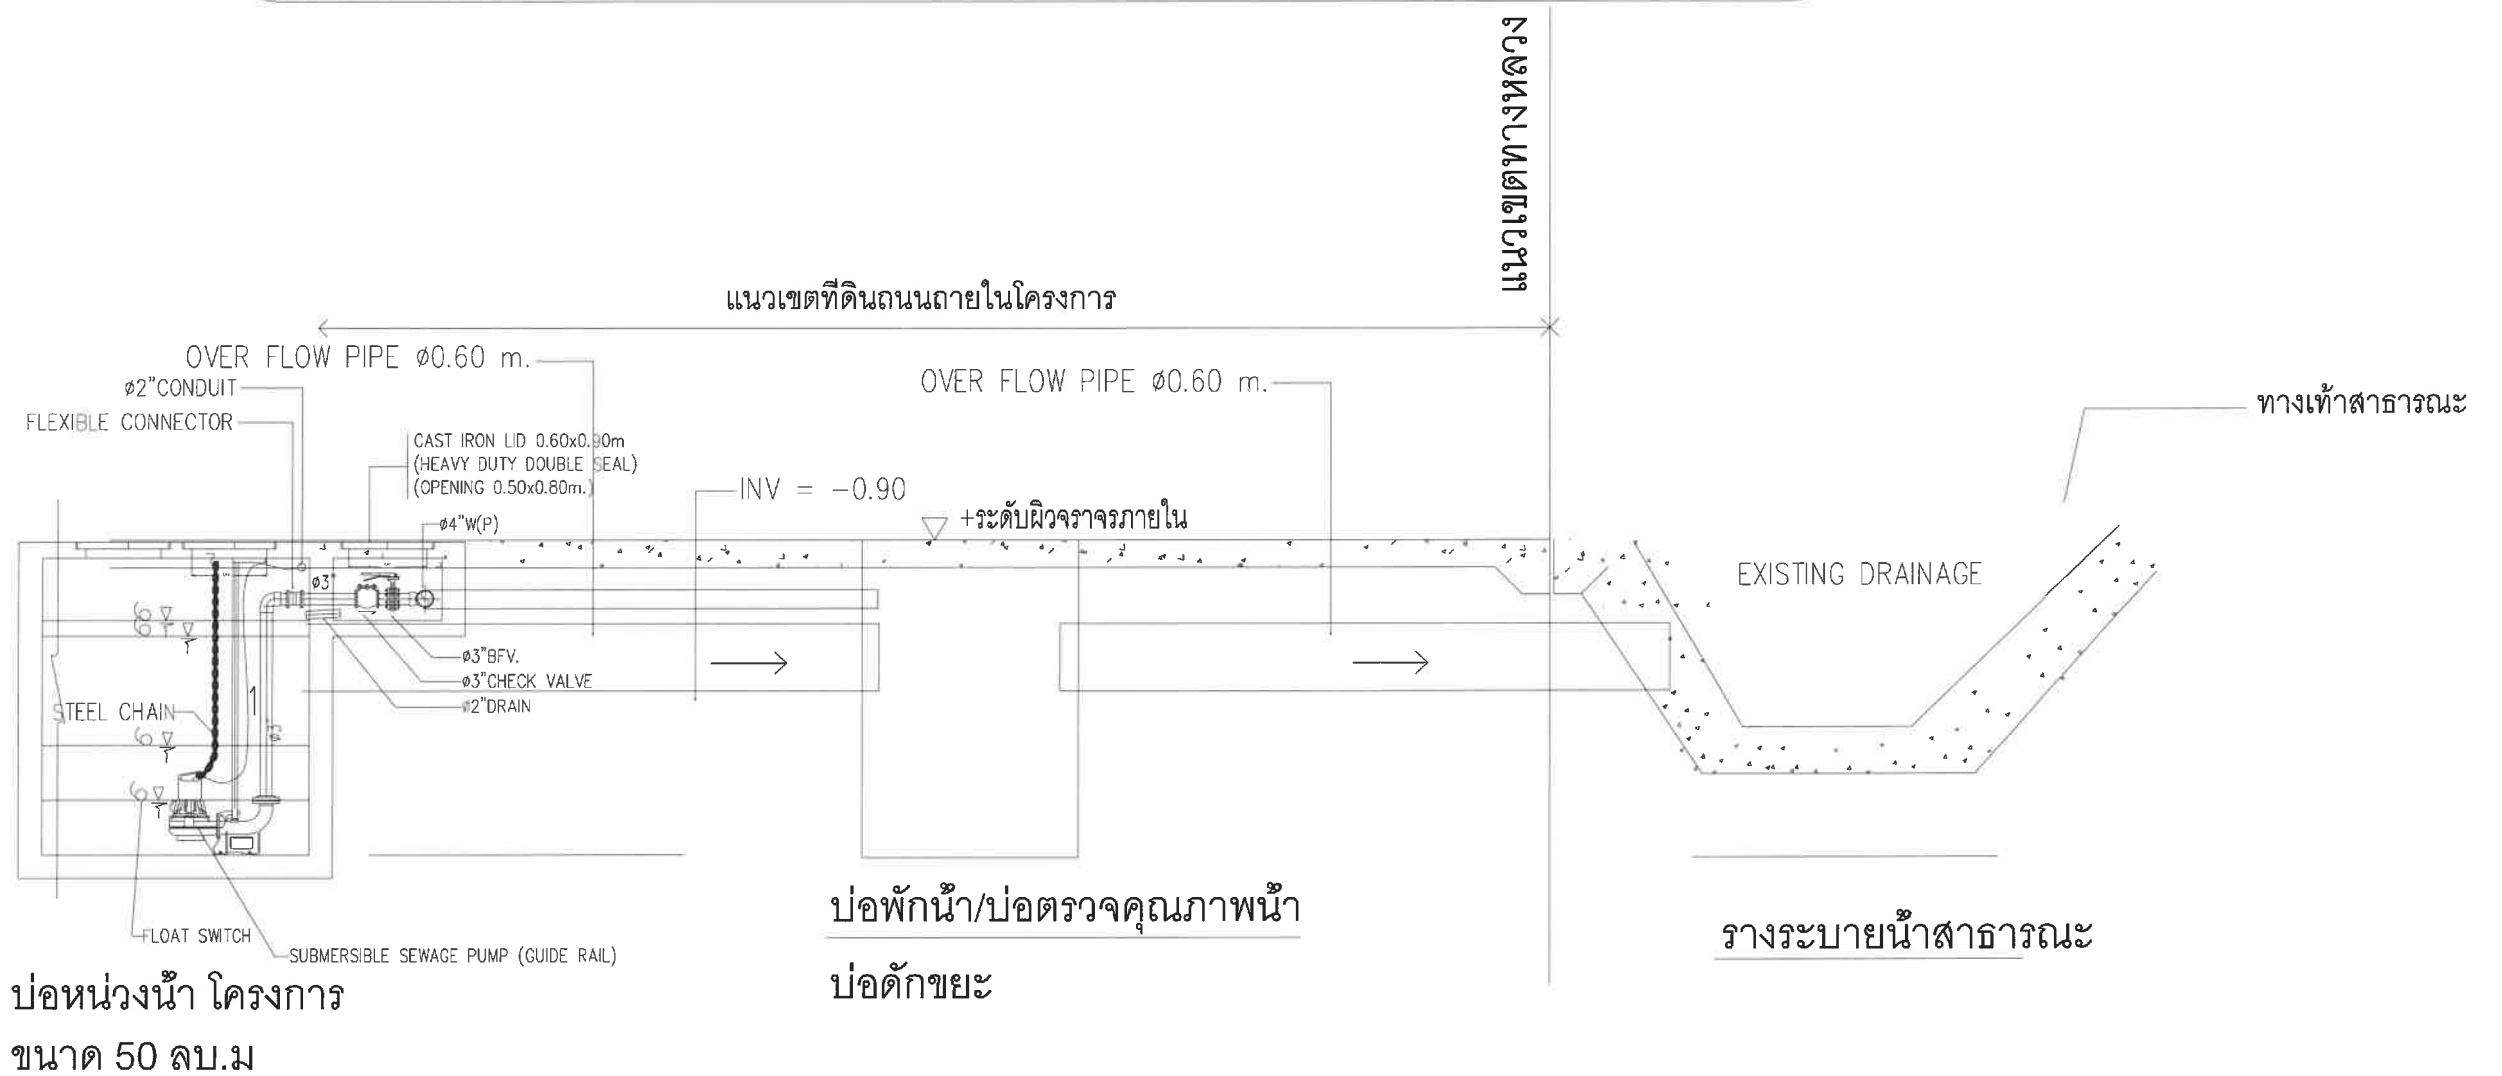 แนวเขตทางหลวง
แนวเขตที่ดินถนนถายในโครงการ
OVER FLOW PIPE ø0.60 m.
OVER FLOW PIPE ø0.60 m.
ø2"CONDUIT
FLEXIBLE CONNECTOR
ทางเท้าสาธารณะ
CAST IRON LID 0.60x0.90m
(HEAVY DUTY DOUBLE SEAL)
(OPENING 0.50x0.80m.)
INV = -0.90
ø4"W(P)
+ระดับผิวจราจรภายใน
ø3"
EXISTING DRAINAGE
ø3"BFV.
ø3"CHECK VALVE
ø2"DRAIN
STEEL CHAIN
ø3"
FLOAT SWITCH
SUBMERSIBLE SEWAGE PUMP (GUIDE RAIL)
บ่อพักน้ำ/บ่อตรวจคุณภาพน้ำ
บ่อดักขยะ
รางระบายน้ำสาธารณะ
บ่อหน่วงน้ำ โครงการ
ขนาด 50 ลบ.ม